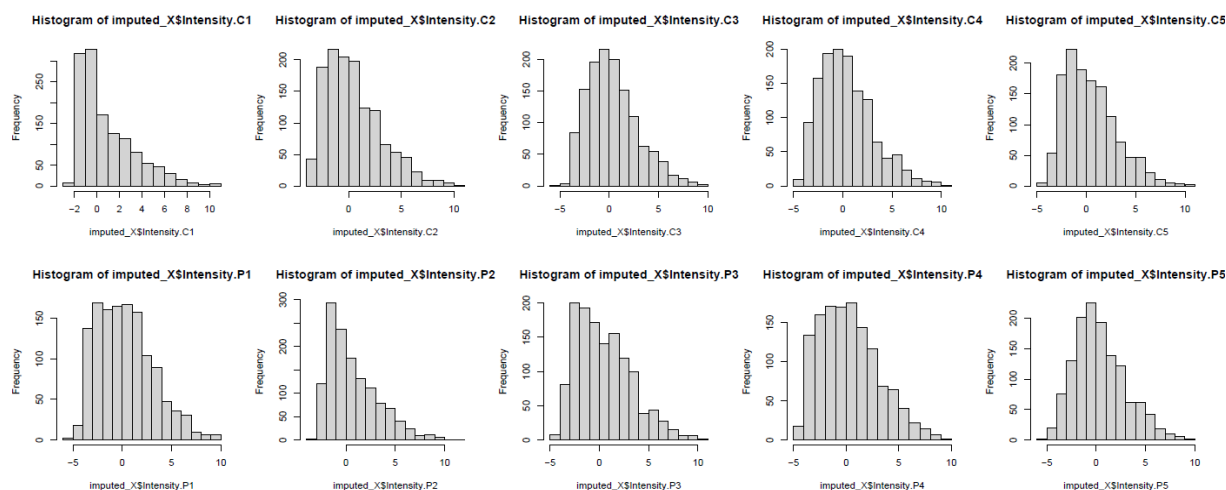 Histogram of imputed_X$Intensity.C1
Frequency
0 50 150 250
−2 0 2 4 6 8 10
imputed_X$Intensity.C1
Histogram of imputed_X$Intensity.C2
Frequency
0 50 100 150 200
0 5 10
imputed_X$Intensity.C2
Histogram of imputed_X$Intensity.C3
Frequency
0 50 100 150 200
−5 0 5 10
imputed_X$Intensity.C3
Histogram of imputed_X$Intensity.C4
Frequency
0 50 100 150 200
−5 0 5 10
imputed_X$Intensity.C4
Histogram of imputed_X$Intensity.C5
Frequency
0 50 100 150 200
−5 0 5 10
imputed_X$Intensity.C5
Histogram of imputed_X$Intensity.P1
Frequency
0 50 100 150
−5 0 5 10
imputed_X$Intensity.P1
Histogram of imputed_X$Intensity.P2
Frequency
0 50 100 150 200 250 300
0 5 10
imputed_X$Intensity.P2
Histogram of imputed_X$Intensity.P3
Frequency
0 50 100 150 200
−5 0 5 10
imputed_X$Intensity.P3
Histogram of imputed_X$Intensity.P4
Frequency
0 50 100 150
−5 0 5 10
imputed_X$Intensity.P4
Histogram of imputed_X$Intensity.P5
Frequency
0 50 100 150 200
−5 0 5 10
imputed_X$Intensity.P5